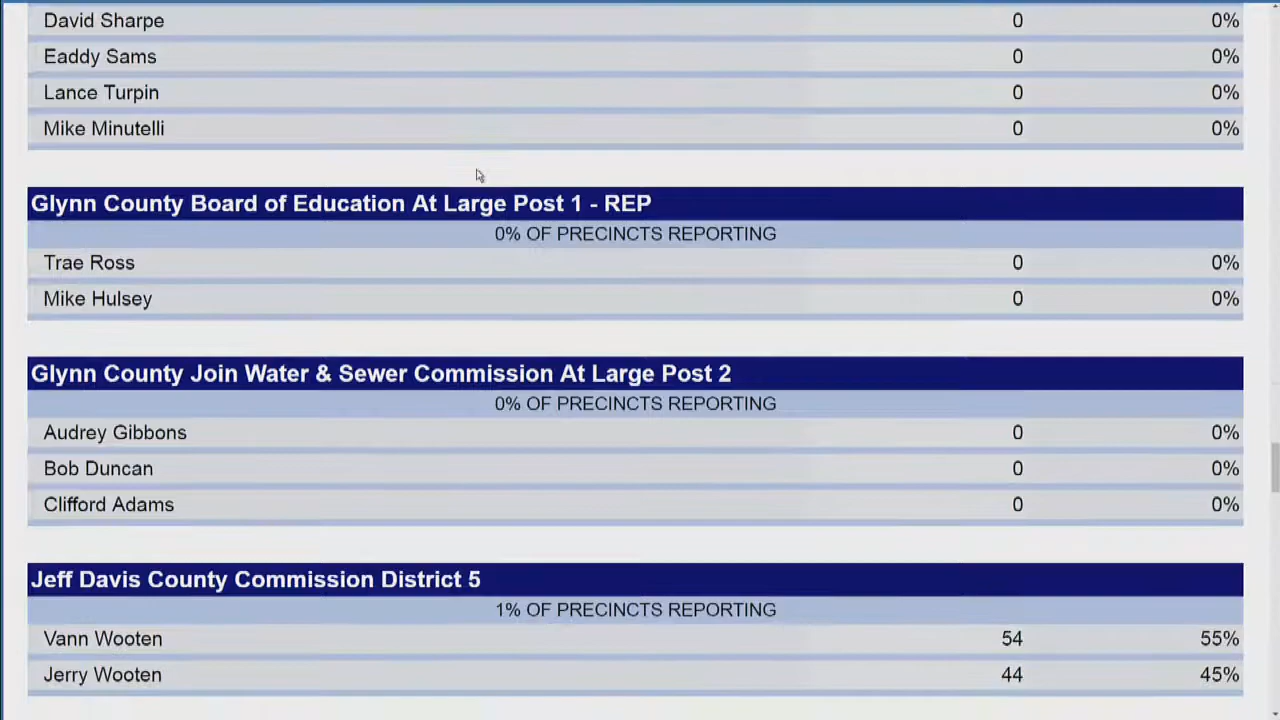 David Sharpe 0 0%
Eaddy Sams 0 0%
Lance Turpin 0 0%
Mike Minutelli 0 0%
Glynn County Board of Education At Large Post 1 - REP
0% OF PRECINCTS REPORTING
Trae Ross 0 0%
Mike Hulsey 0 0%
Glynn County Join Water & Sewer Commission At Large Post 2
0% OF PRECINCTS REPORTING
Audrey Gibbons 0 0%
Bob Duncan 0 0%
Clifford Adams 0 0%
Jeff Davis County Commission District 5
1% OF PRECINCTS REPORTING
Vann Wooten 54 55%
Jerry Wooten 44 45%